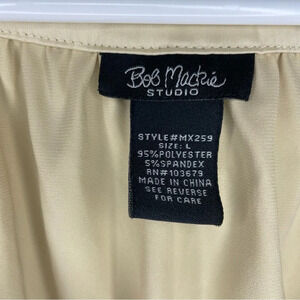 Bob Mackie
STUDIO
STYLE#MX259
SIZE: L
95%POLYESTER
5%SPANDEX
RN#103679
MADE IN CHINA
SEE REVERSE
FOR CARE